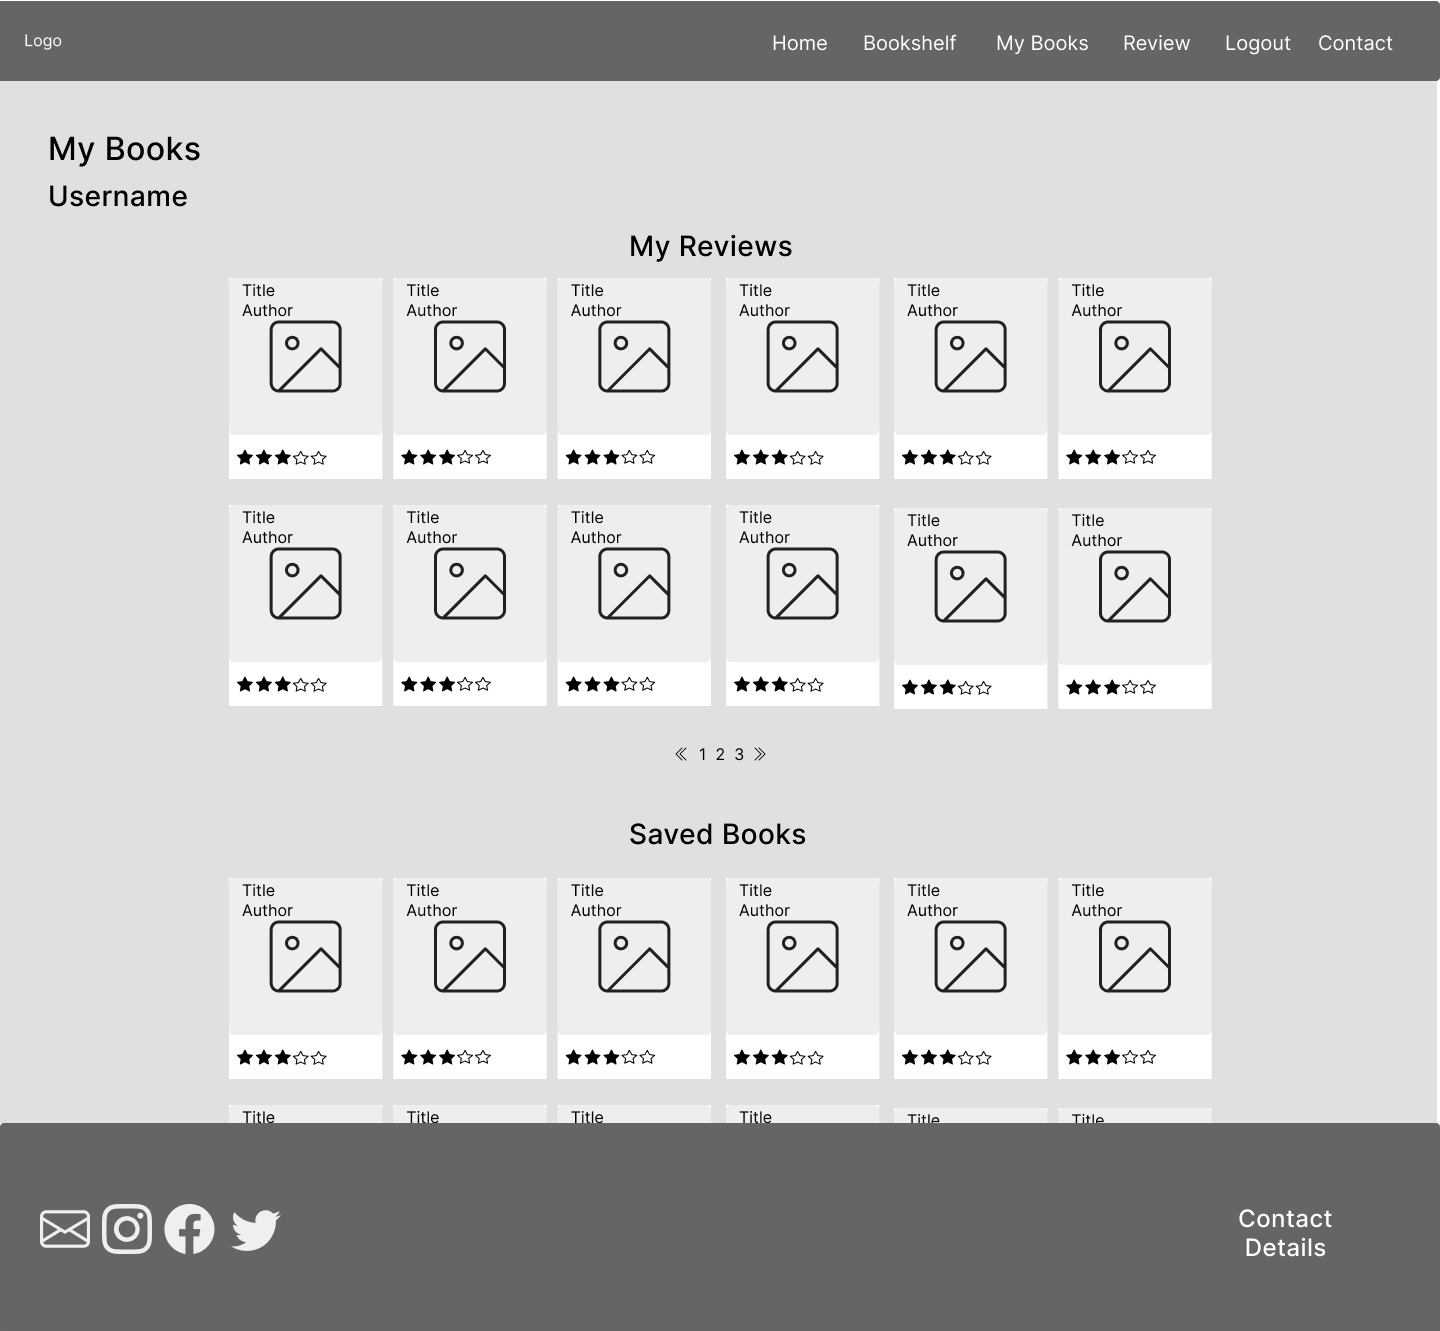 Logo
Home Bookshelf My Books Review Logout Contact
My Books
Username
My Reviews
Title Title Title Title Title Title
Author Author Author Author Author Author
Title Title Title Title Title Title
Author Author Author Author Author Author
1 2 3
Saved Books
Title Title Title Title Title Title
Author Author Author Author Author Author
Title Title Title Title Title Title
Contact
Details